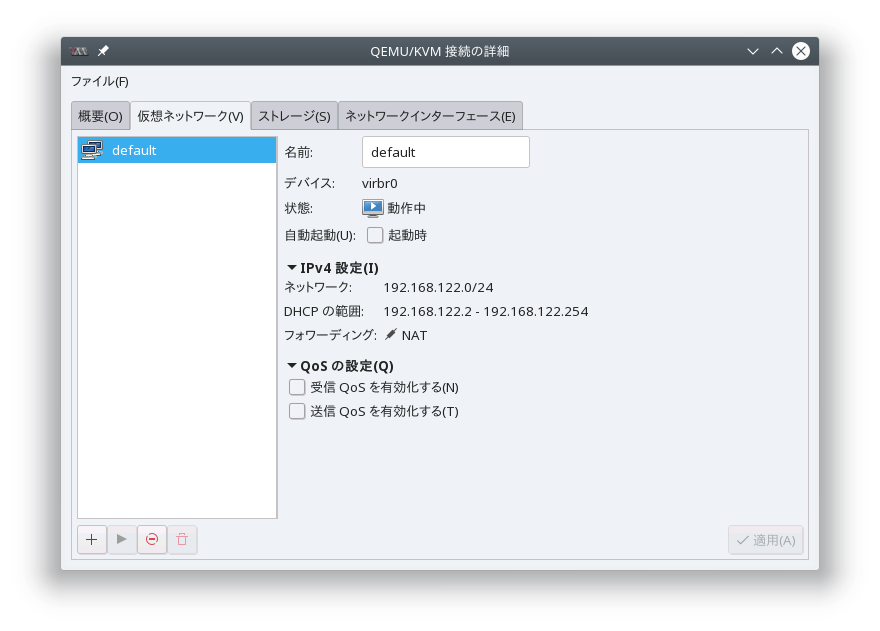 QEMU/KVM 接続の詳細
ファイル(F)
概要(O) 仮想ネットワーク(V) ストレージ(S) ネットワークインターフェース(E)
default
名前: default
デバイス: virbr0
状態: 動作中
自動起動(U): 起動時
IPv4 設定(I)
ネットワーク: 192.168.122.0/24
DHCP の範囲: 192.168.122.2 - 192.168.122.254
フォワーディング: NAT
QoS の設定(Q)
受信 QoS を有効化する(N)
送信 QoS を有効化する(T)
適用(A)